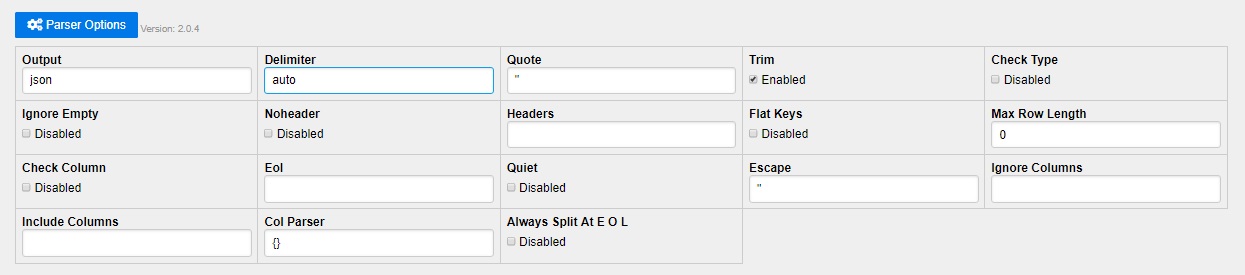 Parser Options Version: 2.0.4
Output Delimiter Quote Trim Check Type
json auto " Enabled Disabled
Ignore Empty Noheader Headers Flat Keys Max Row Length
Disabled Disabled Disabled 0
Check Column Eol Quiet Escape Ignore Columns
Disabled Disabled "
Include Columns Col Parser Always Split At E O L
{} Disabled